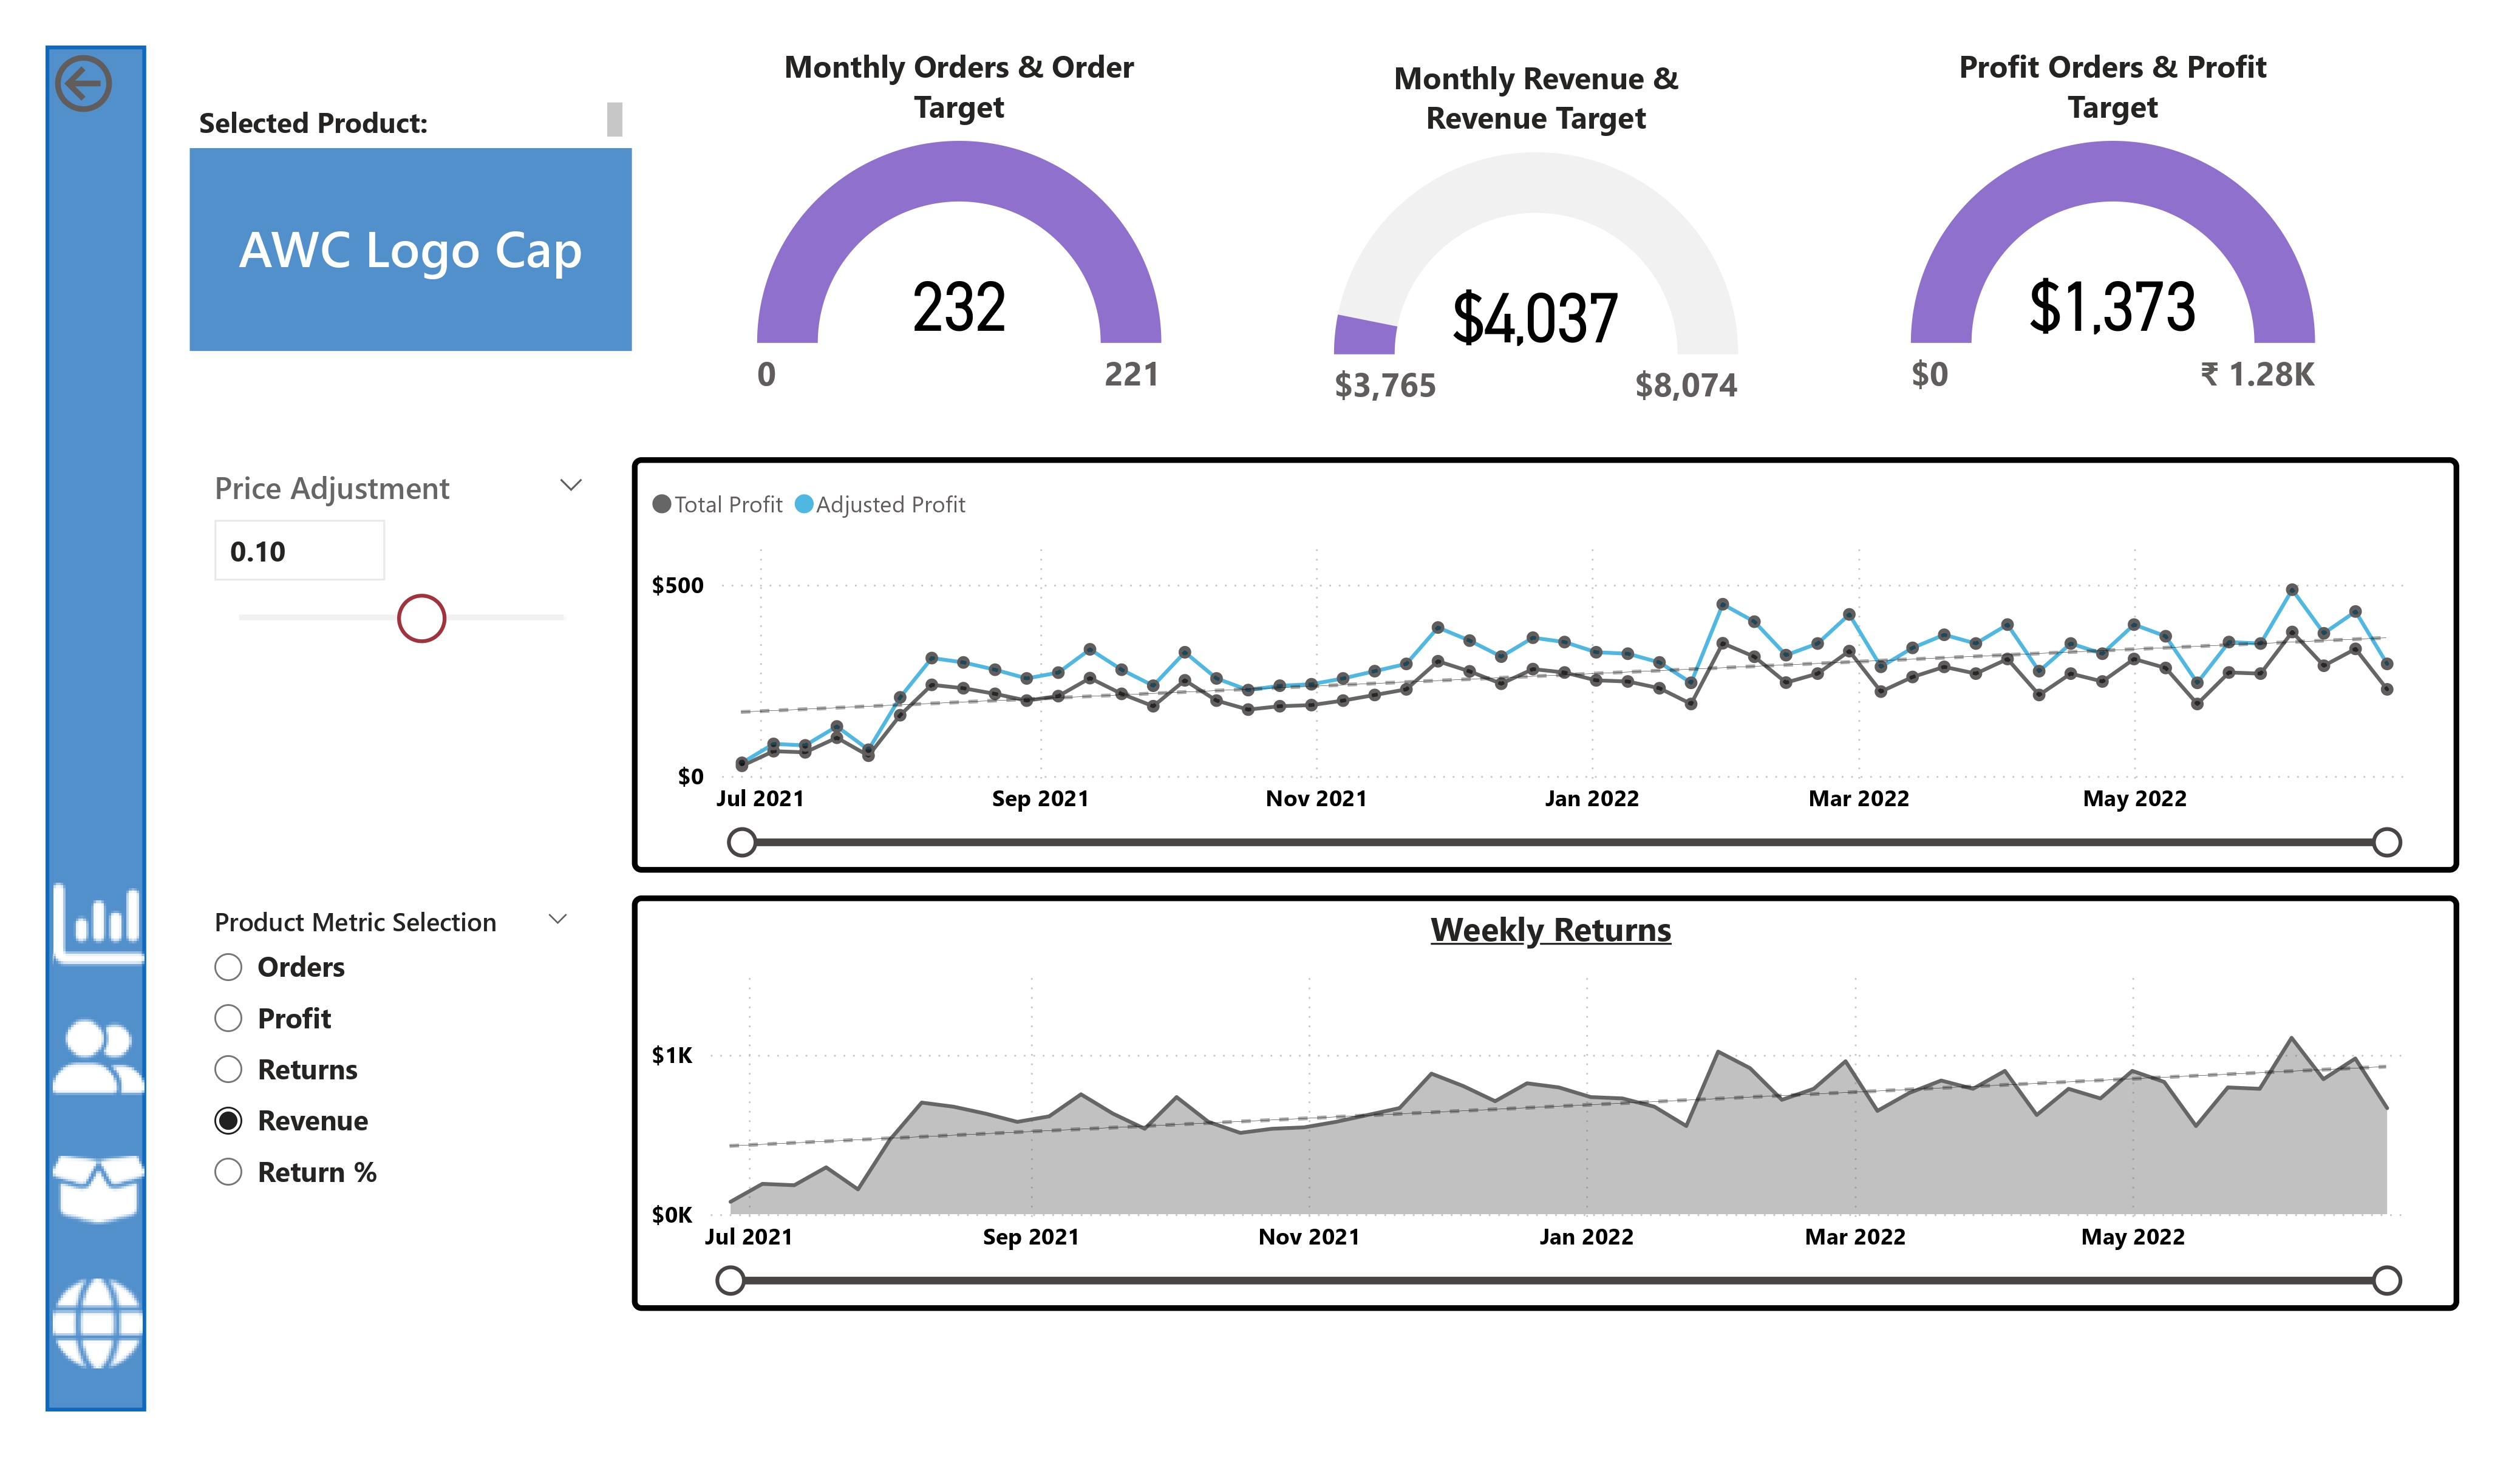 Selected Product:
AWC Logo Cap
Monthly Orders & Order
Target
232
0
221
Monthly Revenue &
Revenue Target
$4,037
$3,765
$8,074
Profit Orders & Profit
Target
$1,373
$0
₹ 1.28K
Price Adjustment
0.10
Total Profit
Adjusted Profit
$500
$0
Jul 2021
Sep 2021
Nov 2021
Jan 2022
Mar 2022
May 2022
Product Metric Selection
Orders
Profit
Returns
Revenue
Return %
Weekly Returns
$1K
$0K
Jul 2021
Sep 2021
Nov 2021
Jan 2022
Mar 2022
May 2022